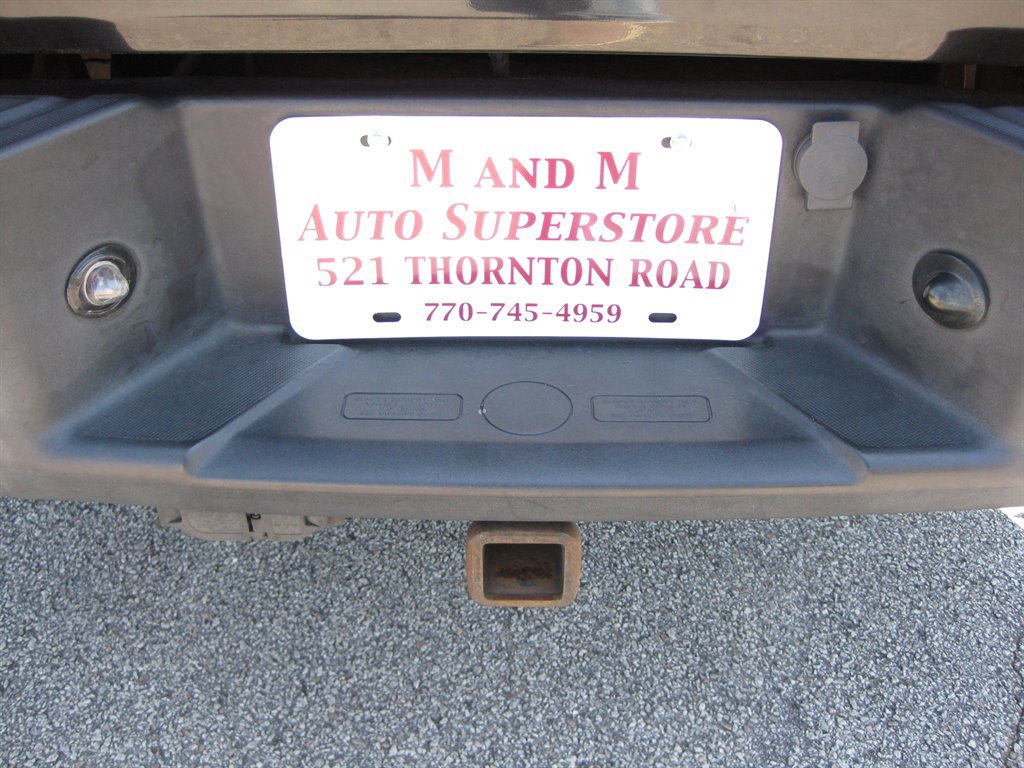 M AND M
AUTO SUPERSTORE
521 THORNTON ROAD
770-745-4959